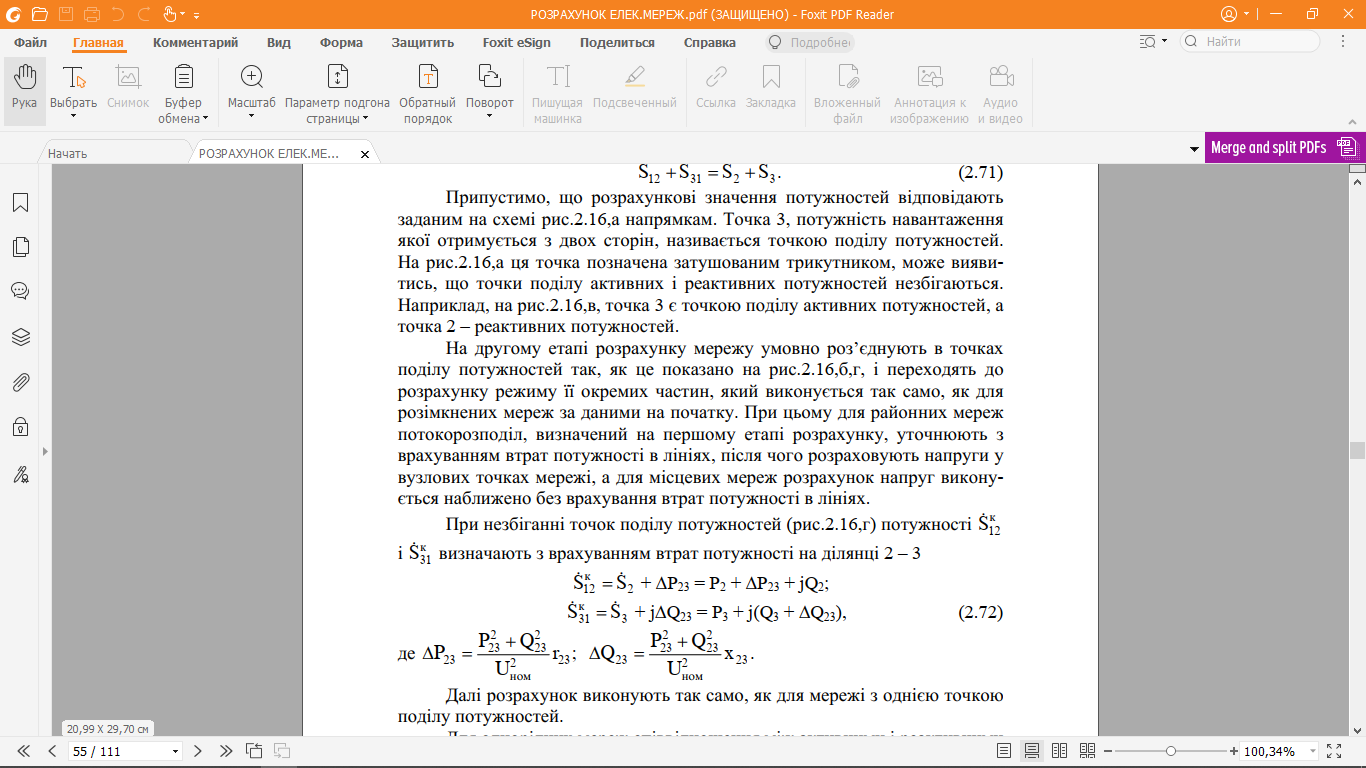 РОЗРАХУНОК ЕЛЕК.МЕРЕЖ.pdf (ЗАЩИЩЕНО) - Foxit PDF Reader
Файл Главная Комментарий Вид Форма Защитить Foxit eSign Поделиться Справка Подробнее Найти
Рука Выбрать Снимок Буфер обмена Масштаб Параметр подгона страницы Обратный порядок Поворот Пишущая машинка Подсвеченный Ссылка Закладка Вложенный файл Аннотация к изображению Аудио и видео
Начать РОЗРАХУНОК ЕЛЕК.МЕ... Merge and split PDFs
S₁₂ + S₃₁ = S₂ + S₃. (2.71)
Припустимо, що розрахункові значення потужностей відповідають
заданим на схемі рис.2.16,а напрямкам. Точка 3, потужність навантаження
якої отримується з двох сторін, називається точкою поділу потужностей.
На рис.2.16,а ця точка позначена затушованим трикутником, може вияви-
тись, що точки поділу активних і реактивних потужностей незбігаються.
Наприклад, на рис.2.16,в, точка 3 є точкою поділу активних потужностей, а
точка 2 – реактивних потужностей.
На другому етапі розрахунку мережу умовно роз’єднують в точках
поділу потужностей так, як це показано на рис.2.16,б,г, і переходять до
розрахунку режиму її окремих частин, який виконується так само, як для
розімкнених мереж за даними на початку. При цьому для районних мереж
потокорозподіл, визначений на першому етапі розрахунку, уточнюють з
врахуванням втрат потужності в лініях, після чого розраховують напруги у
вузлових точках мережі, а для місцевих мереж розрахунок напруг викону-
ється наближено без врахування втрат потужності в лініях.
При незбіганні точок поділу потужностей (рис.2.16,г) потужності Ṡ₁₂ᵏ
і Ṡ₃₁ᵏ визначають з врахуванням втрат потужності на ділянці 2 – 3
Ṡ₁₂ᵏ = Ṡ₂ + ΔP₂₃ = P₂ + ΔP₂₃ + jQ₂;
Ṡ₃₁ᵏ = Ṡ₃ + jΔQ₂₃ = P₃ + j(Q₃ + ΔQ₂₃), (2.72)
де ΔP₂₃ = (P₂₃² + Q₂₃²) / U²ном r₂₃; ΔQ₂₃ = (P₂₃² + Q₂₃²) / U²ном x₂₃.
Далі розрахунок виконують так само, як для мережі з однією точкою
поділу потужностей.
20,99 X 29,70 см
55 / 111 100,34%